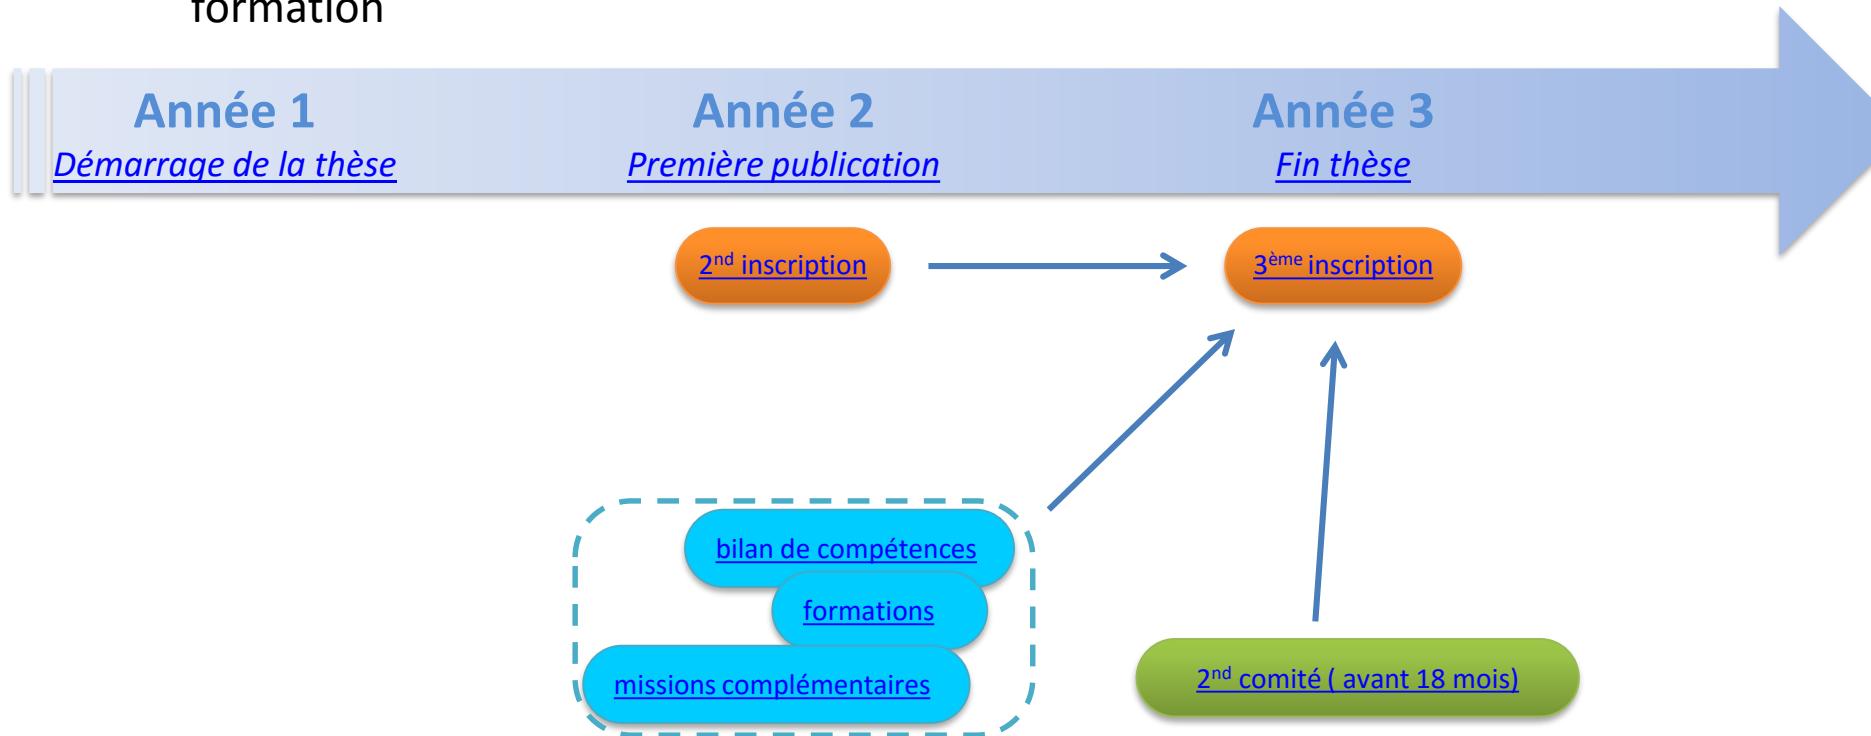 formation
Année 1
Année 2
Année 3
Démarrage de la thèse
Première publication
Fin thèse
2nd inscription
3ème inscription
bilan de compétences
formations
missions complémentaires
2nd comité ( avant 18 mois)